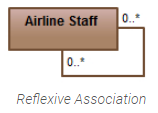 Airline Staff
0..*
0..*
Reflexive Association